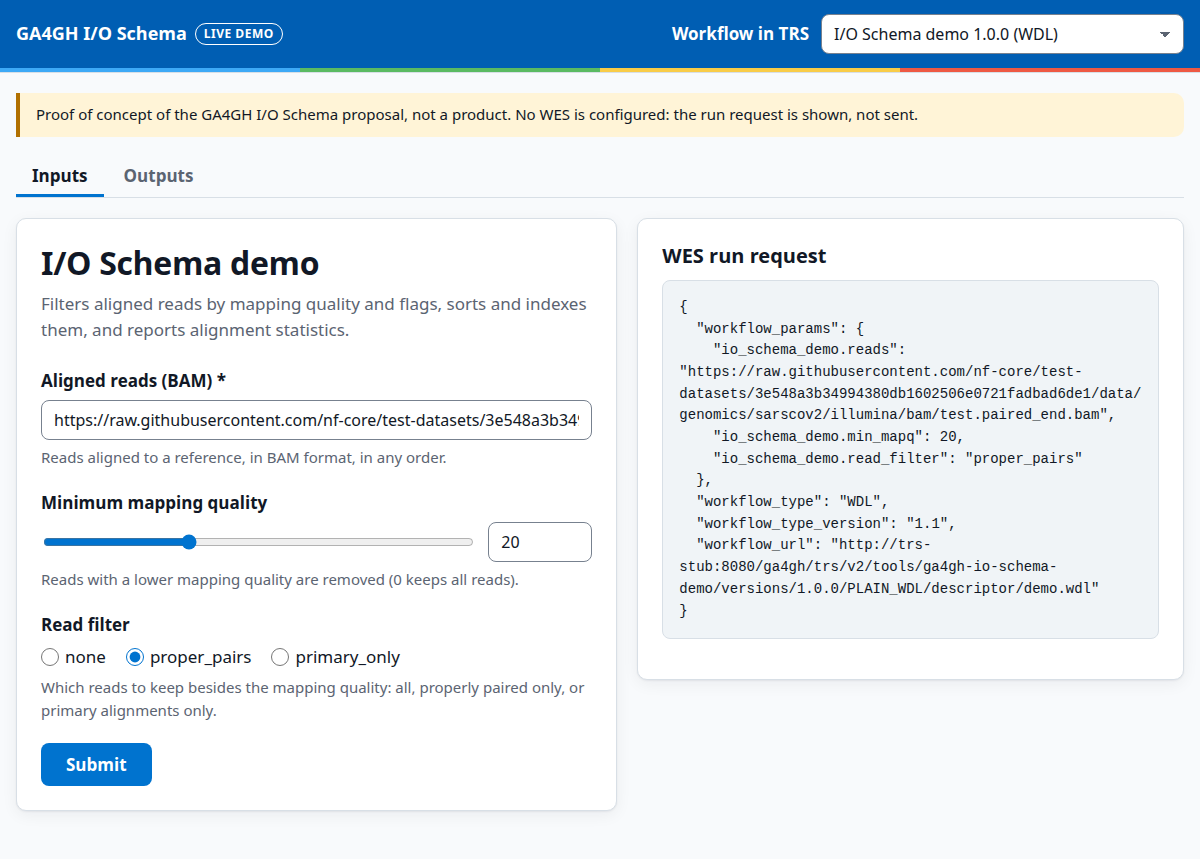 GA4GH I/O Schema LIVE DEMO
Workflow in TRS I/O Schema demo 1.0.0 (WDL)
Proof of concept of the GA4GH I/O Schema proposal, not a product. No WES is configured: the run request is shown, not sent.
Inputs Outputs
I/O Schema demo
Filters aligned reads by mapping quality and flags, sorts and indexes
them, and reports alignment statistics.
Aligned reads (BAM) *
https://raw.githubusercontent.com/nf-core/test-datasets/3e548a3b34
Reads aligned to a reference, in BAM format, in any order.
Minimum mapping quality
20
Reads with a lower mapping quality are removed (0 keeps all reads).
Read filter
none proper_pairs primary_only
Which reads to keep besides the mapping quality: all, properly paired only, or
primary alignments only.
Submit
WES run request
{
  "workflow_params": {
    "io_schema_demo.reads":
"https://raw.githubusercontent.com/nf-core/test-
datasets/3e548a3b34994380db1602506e0721fadbad6de1/data/
genomics/sarscov2/illumina/bam/test.paired_end.bam",
    "io_schema_demo.min_mapq": 20,
    "io_schema_demo.read_filter": "proper_pairs"
  },
  "workflow_type": "WDL",
  "workflow_type_version": "1.1",
  "workflow_url": "http://trs-
stub:8080/ga4gh/trs/v2/tools/ga4gh-io-schema-
demo/versions/1.0.0/PLAIN_WDL/descriptor/demo.wdl"
}